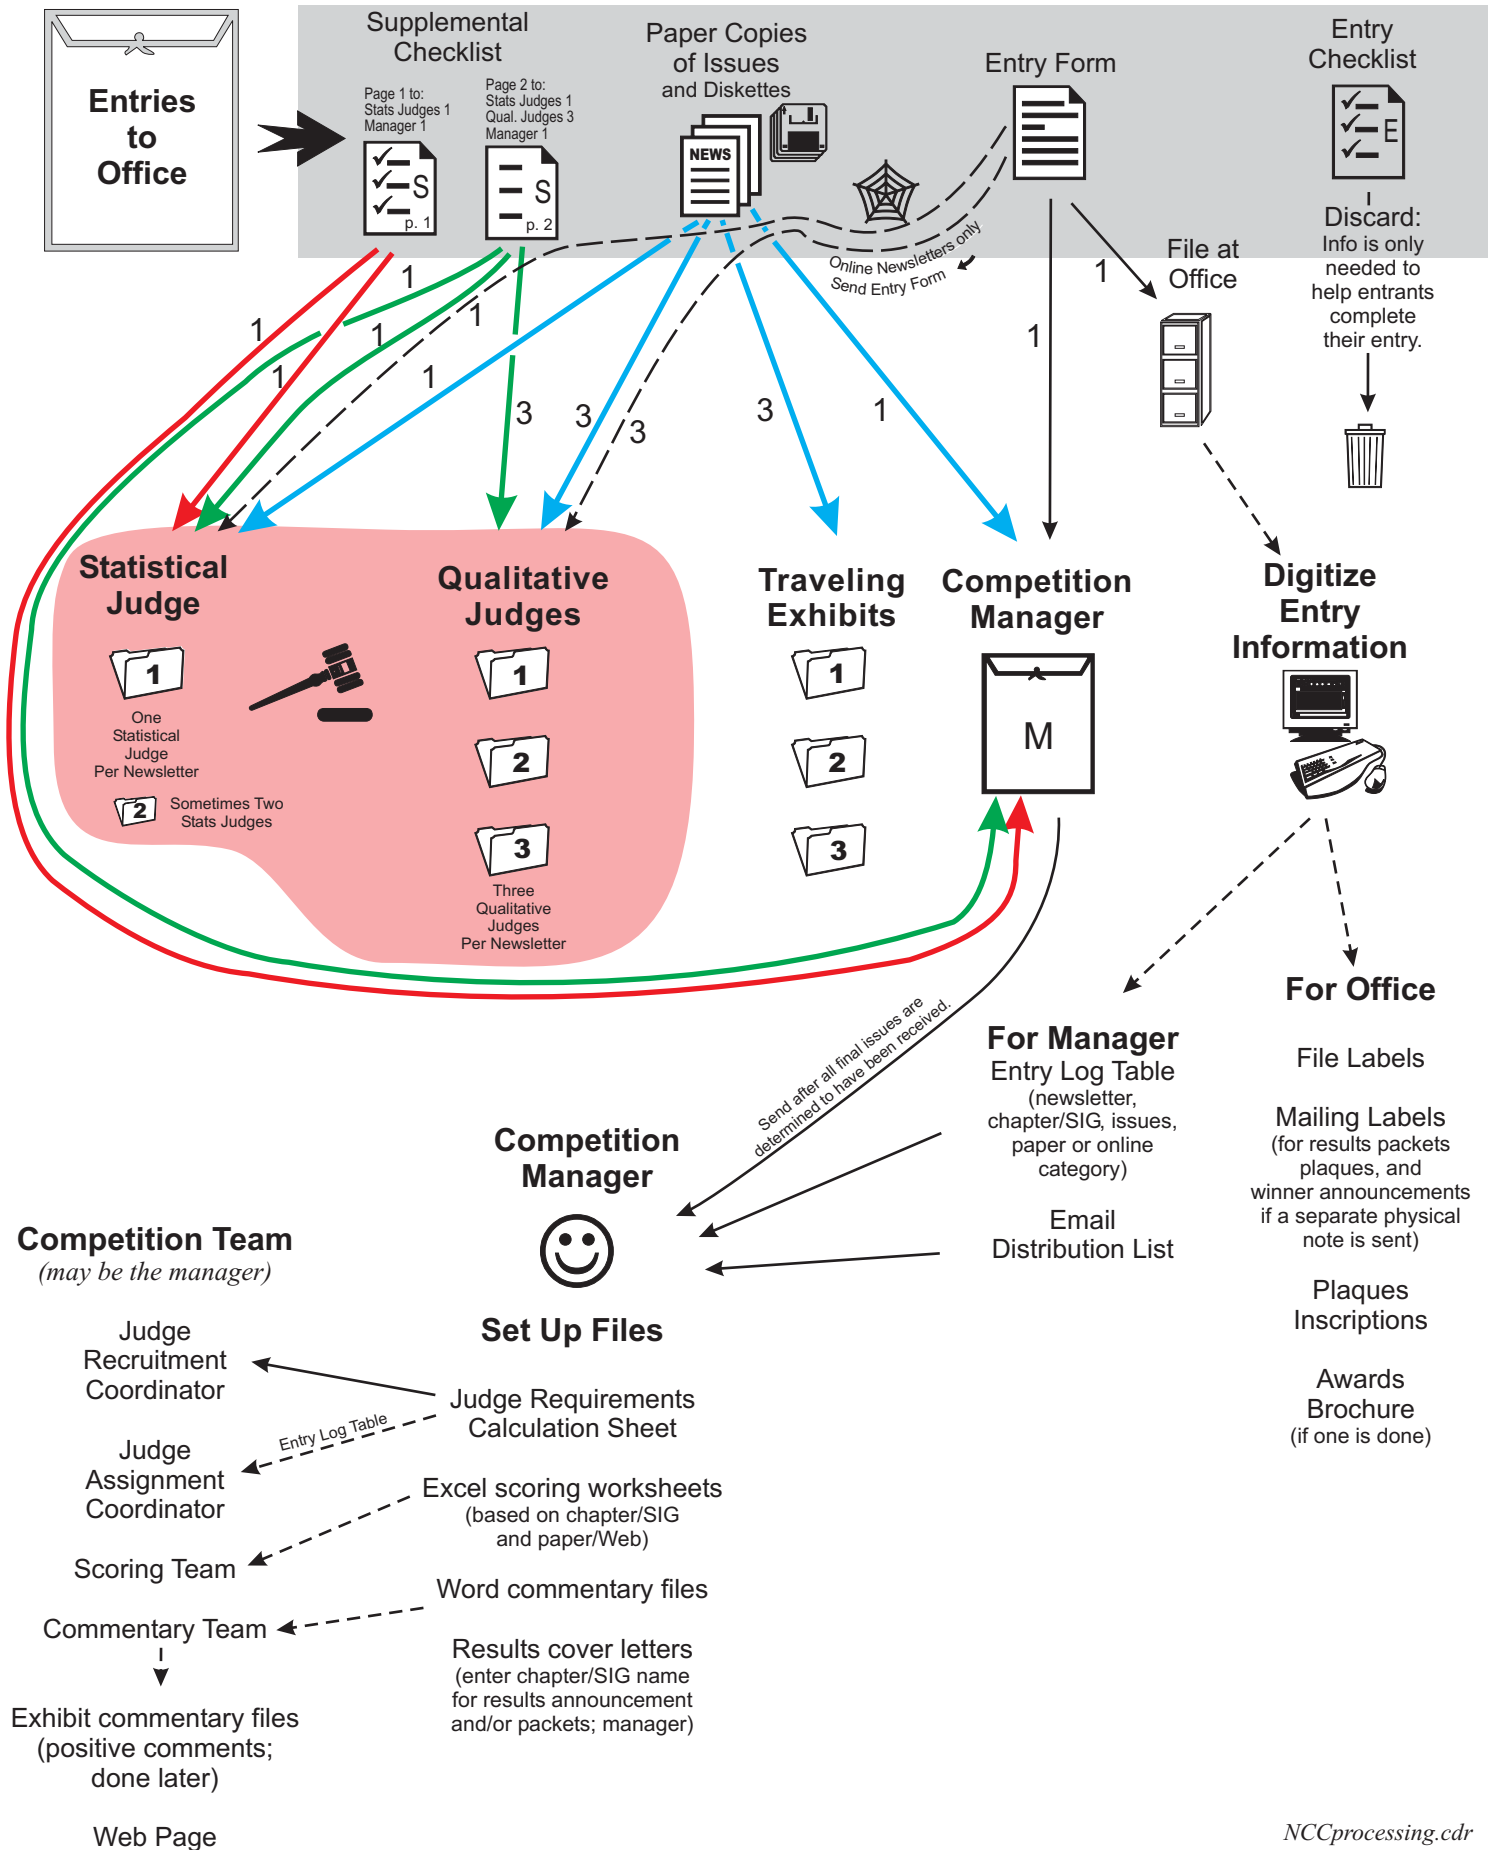 Entries
to
Office
Supplemental
Checklist
Page 1 to:
Stats Judges 1
Manager 1
Page 2 to:
Stats Judges 1
Qual. Judges 3
Manager 1
S
p. 1
S
p. 2
Paper Copies
of Issues
and Diskettes
NEWS
Entry Form
Entry
Checklist
E
Online Newsletters only
Send Entry Form
File at
Office
Discard:
Info is only
needed to
help entrants
complete
their entry.
1
1
1
1
1
1
3
3
3
3
1
1
1
Statistical
Judge
1
One
Statistical
Judge
Per Newsletter
2
Sometimes Two
Stats Judges
Qualitative
Judges
1
2
3
Three
Qualitative
Judges
Per Newsletter
Traveling
Exhibits
1
2
3
Competition
Manager
M
Digitize
Entry
Information
Send after all final issues are
determined to have been received.
For Manager
Entry Log Table
(newsletter,
chapter/SIG, issues,
paper or online
category)
Email
Distribution List
For Office
File Labels
Mailing Labels
(for results packets
plaques, and
winner announcements
if a separate physical
note is sent)
Plaques
Inscriptions
Awards
Brochure
(if one is done)
Competition
Manager
Set Up Files
Judge Requirements
Calculation Sheet
Excel scoring worksheets
(based on chapter/SIG
and paper/Web)
Word commentary files
Results cover letters
(enter chapter/SIG name
for results announcement
and/or packets; manager)
Competition Team
(may be the manager)
Judge
Recruitment
Coordinator
Entry Log Table
Judge
Assignment
Coordinator
Scoring Team
Commentary Team
Exhibit commentary files
(positive comments;
done later)
Web Page
NCCprocessing.cdr